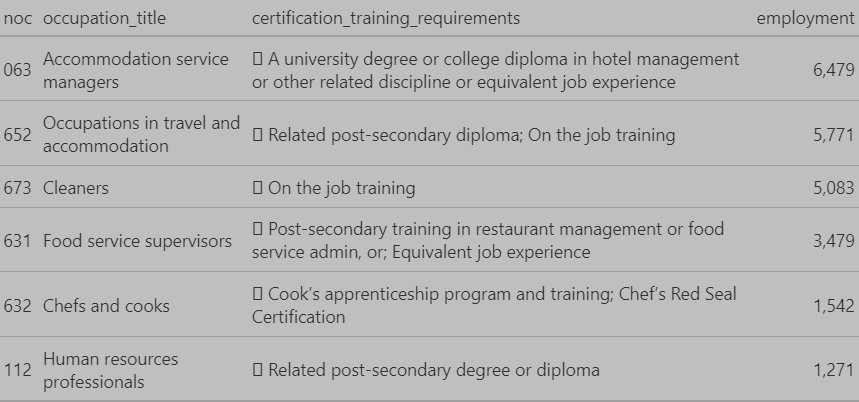 noc occupation_title certification_training_requirements employment
063 Accommodation service managers ▯ A university degree or college diploma in hotel management or other related discipline or equivalent job experience 6,479
652 Occupations in travel and accommodation ▯ Related post-secondary diploma; On the job training 5,771
673 Cleaners ▯ On the job training 5,083
631 Food service supervisors ▯ Post-secondary training in restaurant management or food service admin, or; Equivalent job experience 3,479
632 Chefs and cooks ▯ Cook’s apprenticeship program and training; Chef’s Red Seal Certification 1,542
112 Human resources professionals ▯ Related post-secondary degree or diploma 1,271